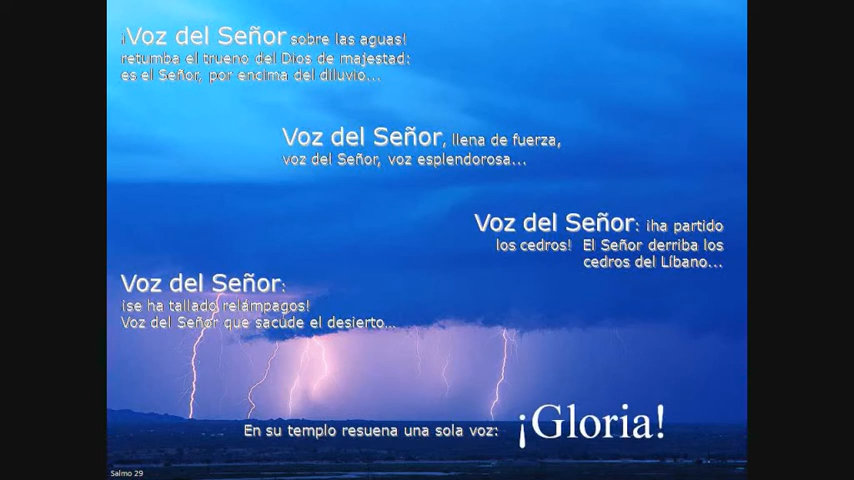 ¡Voz del Señor sobre las aguas!
retumba el trueno del Dios de majestad:
es el Señor, por encima del diluvio...
Voz del Señor, llena de fuerza,
voz del Señor, voz esplendorosa...
Voz del Señor: ¡ha partido
los cedros! El Señor derriba los
cedros del Líbano...
Voz del Señor:
¡se ha tallado relámpagos!
Voz del Señor que sacude el desierto...
En su templo resuena una sola voz: ¡Gloria!
Salmo 29